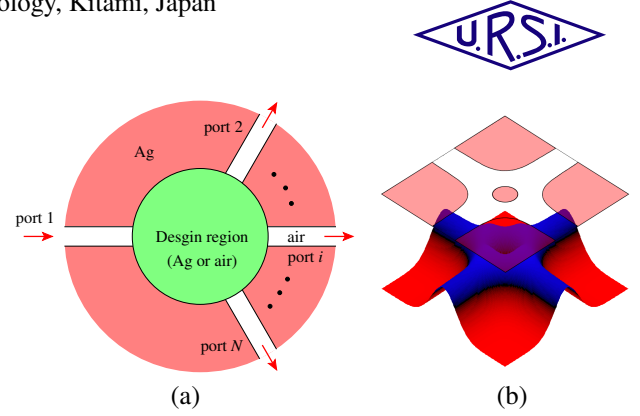 ology, Kitami, Japan
U.R.S.I.
port 2
Ag
port 1
Desgin region
(Ag or air)
air
port i
port N
(a)
(b)